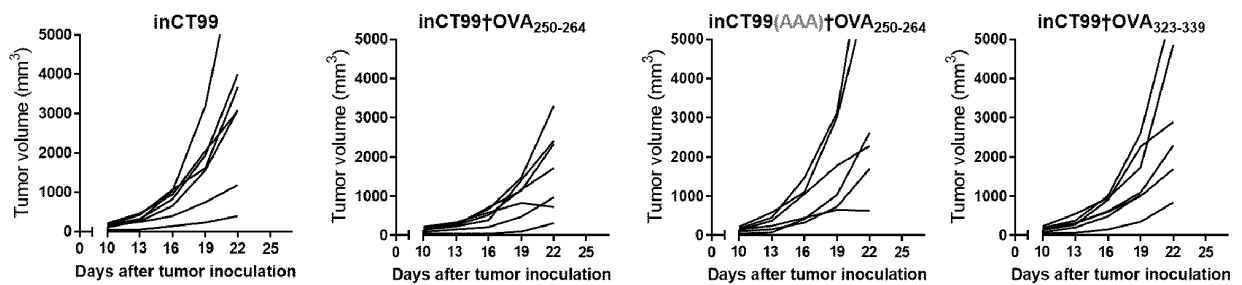 inCT99
Tumor volume (mm³)
5000
4000
3000
2000
1000
0
0 10 13 16 19 22 25
Days after tumor inoculation
inCT99†OVA250-264
Tumor volume (mm³)
5000
4000
3000
2000
1000
0
0 10 13 16 19 22 25
Days after tumor inoculation
inCT99(AAA)†OVA250-264
Tumor volume (mm³)
5000
4000
3000
2000
1000
0
0 10 13 16 19 22 25
Days after tumor inoculation
inCT99†OVA323-339
Tumor volume (mm³)
5000
4000
3000
2000
1000
0
0 10 13 16 19 22 25
Days after tumor inoculation